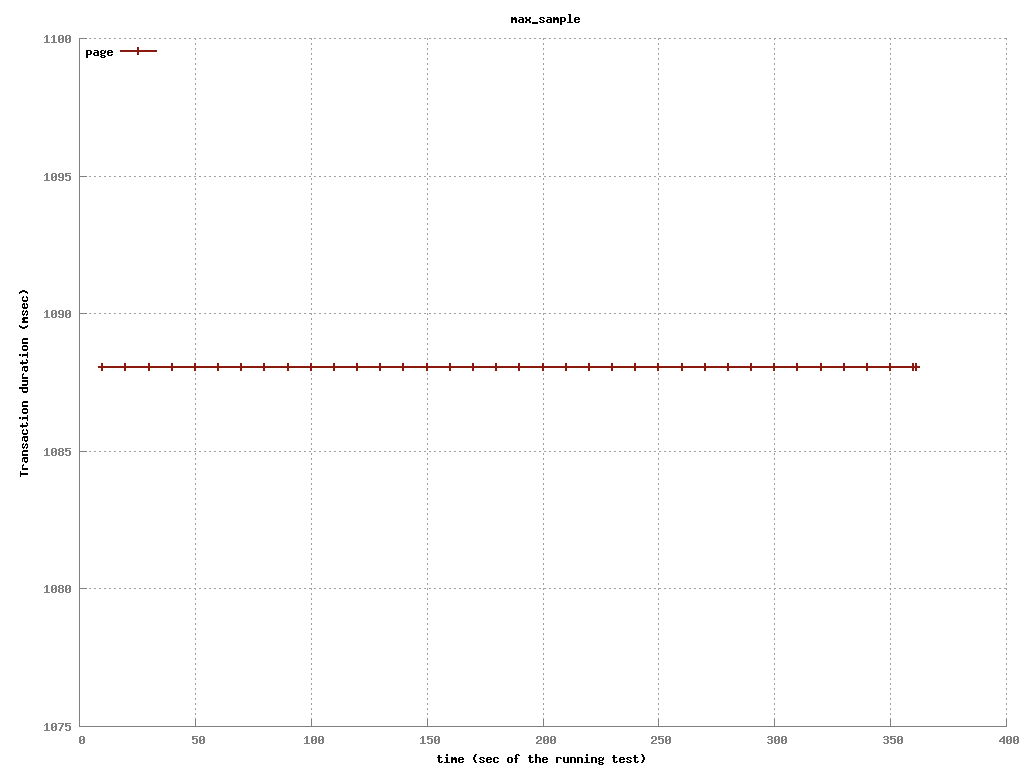 max_sample
page
1100
1095
1090
1085
1080
1075
Transaction duration (msec)
0 50 100 150 200 250 300 350 400
time (sec of the running test)